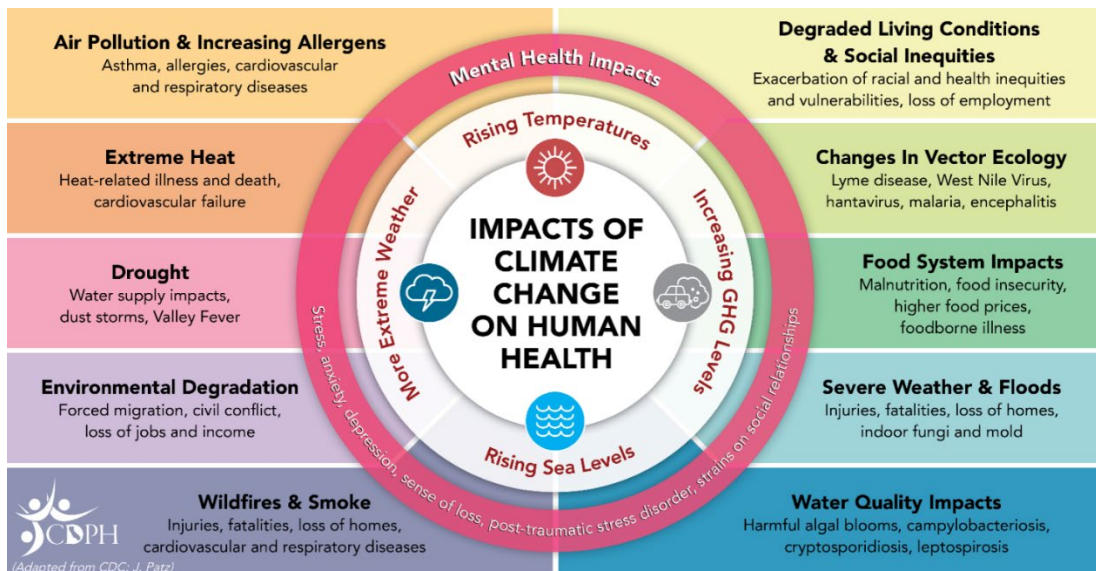 Air Pollution & Increasing Allergens
Asthma, allergies, cardiovascular
and respiratory diseases
Extreme Heat
Heat-related illness and death,
cardiovascular failure
Drought
Water supply impacts,
dust storms, Valley Fever
Environmental Degradation
Forced migration, civil conflict,
loss of jobs and income
Wildfires & Smoke
Injuries, fatalities, loss of homes,
cardiovascular and respiratory diseases
CDPH
(Adapted from CDC; J. Patz)
Mental Health Impacts
Stress, anxiety, depression, sense of loss, post-traumatic stress disorder, strains on social relationships
Rising Temperatures
Increasing GHG Levels
Rising Sea Levels
More Extreme Weather
IMPACTS OF
CLIMATE
CHANGE
ON HUMAN
HEALTH
Degraded Living Conditions
& Social Inequities
Exacerbation of racial and health inequities
and vulnerabilities, loss of employment
Changes In Vector Ecology
Lyme disease, West Nile Virus,
hantavirus, malaria, encephalitis
Food System Impacts
Malnutrition, food insecurity,
higher food prices,
foodborne illness
Severe Weather & Floods
Injuries, fatalities, loss of homes,
indoor fungi and mold
Water Quality Impacts
Harmful algal blooms, campylobacteriosis,
cryptosporidiosis, leptospirosis